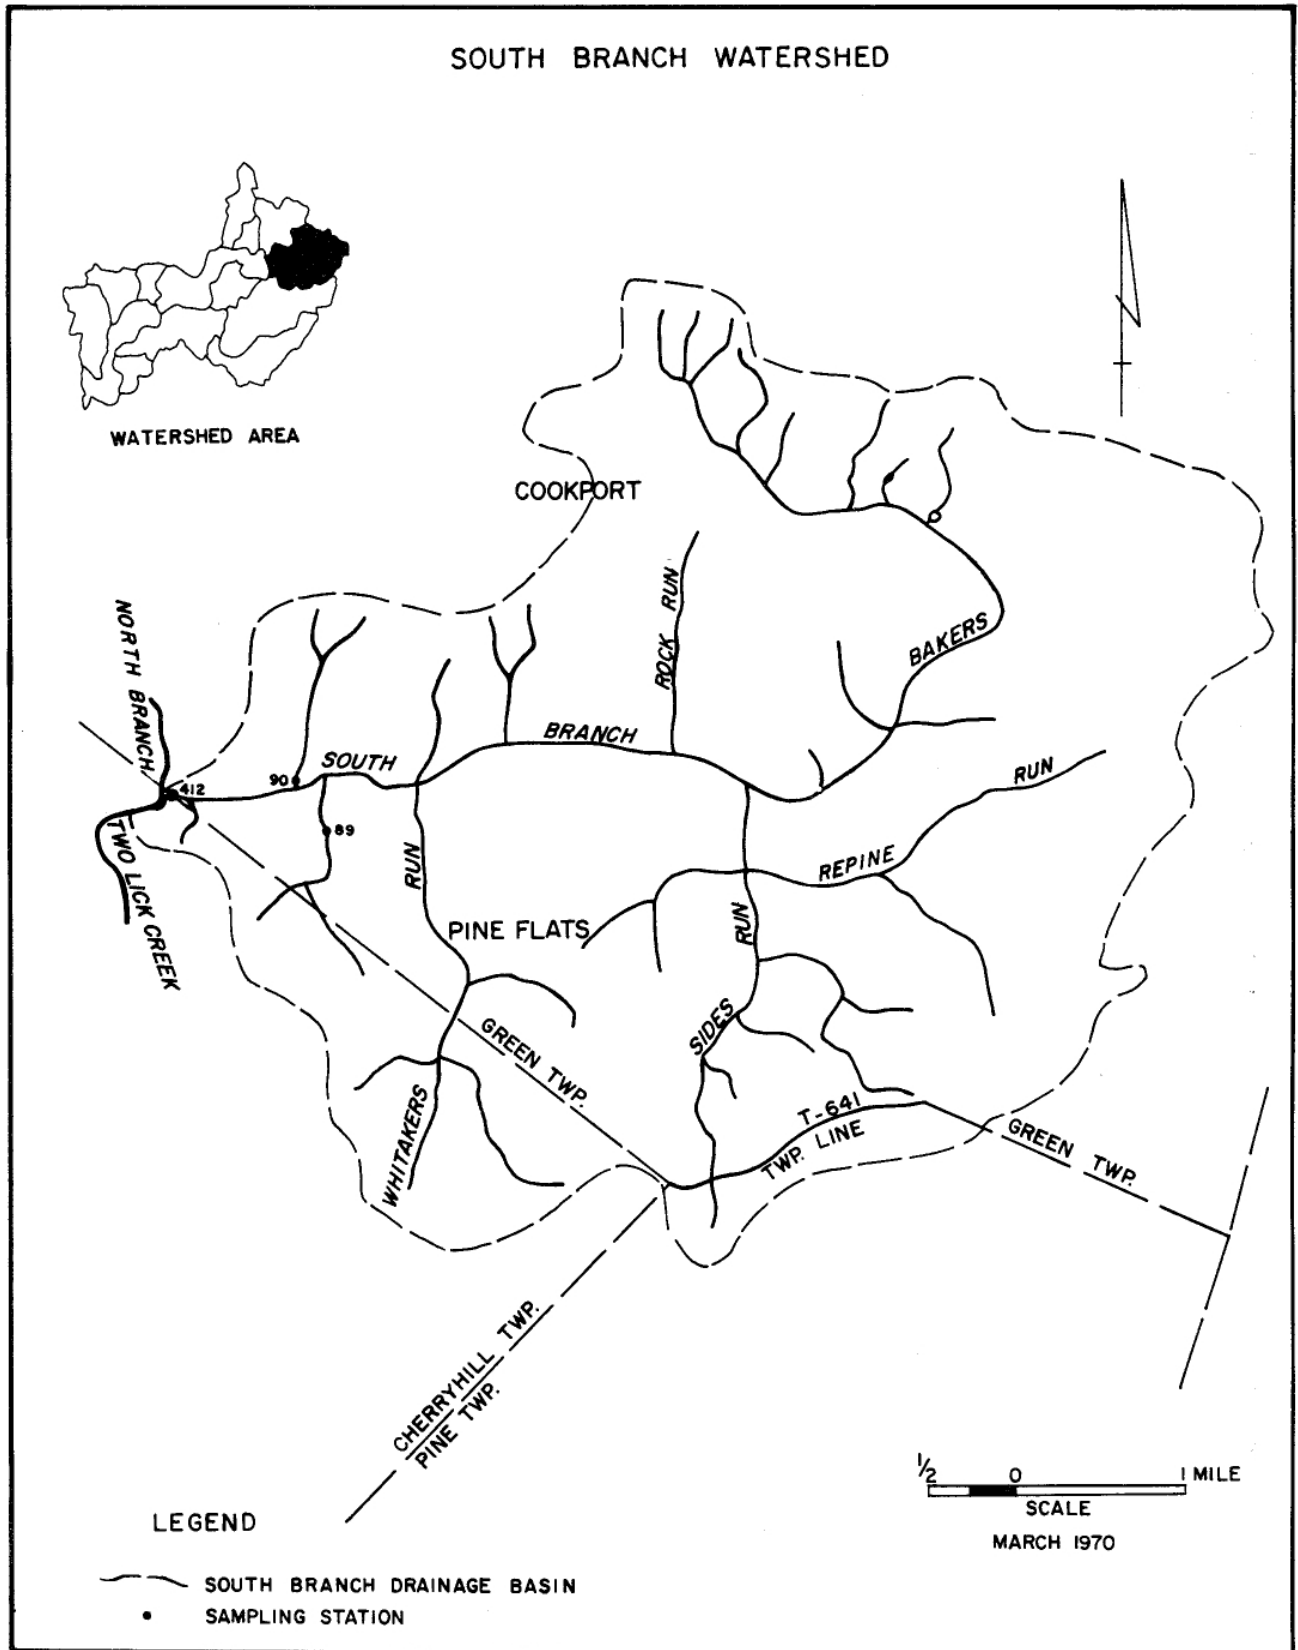 SOUTH BRANCH WATERSHED
WATERSHED AREA
COOKPORT
NORTH BRANCH
ROCK RUN
BAKERS
SOUTH
BRANCH
90
412
89
RUN
TWO LICK CREEK
RUN
REPINE
PINE FLATS
RUN
SIDES
GREEN TWP.
WHITAKERS
T-641
TWP. LINE
GREEN TWP.
CHERRYHILL TWP.
PINE TWP.
1/2 0 1 MILE
SCALE
MARCH 1970
LEGEND
SOUTH BRANCH DRAINAGE BASIN
SAMPLING STATION